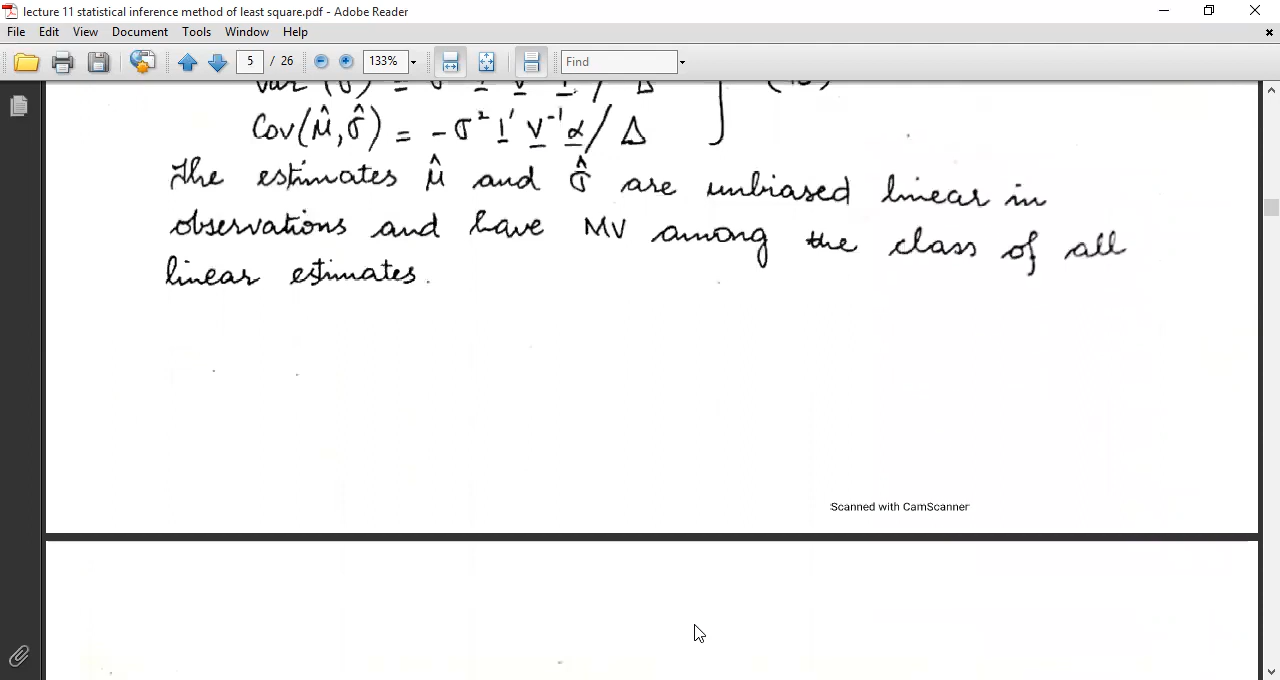 lecture 11 statistical inference method of least square.pdf - Adobe Reader
File Edit View Document Tools Window Help
5 / 26 133% Find
Cov(μ̂, σ̂) = - σ² 1' V⁻¹ α / Δ
The estimates μ̂ and σ̂ are unbiased linear in
observations and have MV among the class of all
linear estimates.
Scanned with CamScanner